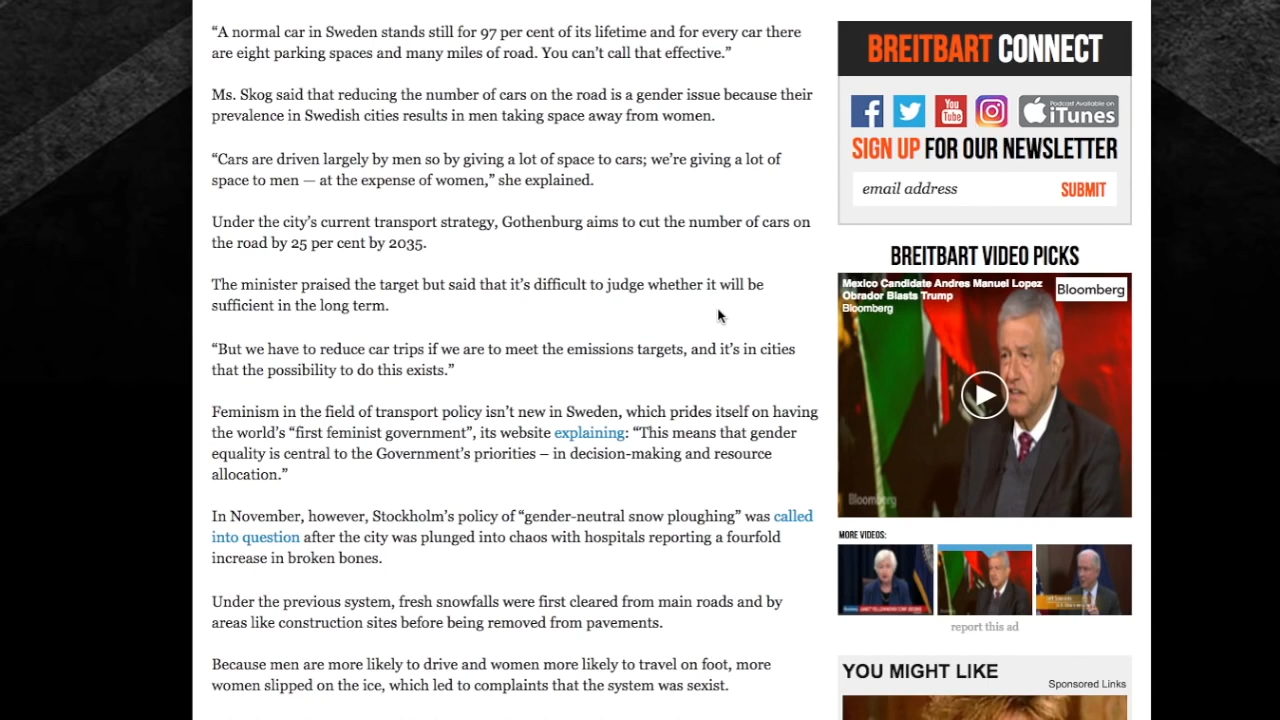 “A normal car in Sweden stands still for 97 per cent of its lifetime and for every car there
are eight parking spaces and many miles of road. You can’t call that effective.”
Ms. Skog said that reducing the number of cars on the road is a gender issue because their
prevalence in Swedish cities results in men taking space away from women.
“Cars are driven largely by men so by giving a lot of space to cars; we’re giving a lot of
space to men — at the expense of women,” she explained.
Under the city’s current transport strategy, Gothenburg aims to cut the number of cars on
the road by 25 per cent by 2035.
The minister praised the target but said that it’s difficult to judge whether it will be
sufficient in the long term.
“But we have to reduce car trips if we are to meet the emissions targets, and it’s in cities
that the possibility to do this exists.”
Feminism in the field of transport policy isn’t new in Sweden, which prides itself on having
the world’s “first feminist government”, its website explaining: “This means that gender
equality is central to the Government’s priorities – in decision-making and resource
allocation.”
In November, however, Stockholm’s policy of “gender-neutral snow ploughing” was called
into question after the city was plunged into chaos with hospitals reporting a fourfold
increase in broken bones.
Under the previous system, fresh snowfalls were first cleared from main roads and by
areas like construction sites before being removed from pavements.
Because men are more likely to drive and women more likely to travel on foot, more
women slipped on the ice, which led to complaints that the system was sexist.
BREITBART CONNECT
You Tube
Podcast Available on
iTunes
SIGN UP FOR OUR NEWSLETTER
email address SUBMIT
BREITBART VIDEO PICKS
Mexico Candidate Andres Manuel Lopez
Obrador Blasts Trump
Bloomberg
Bloomberg
Bloomberg
MORE VIDEOS:
report this ad
YOU MIGHT LIKE
Sponsored Links